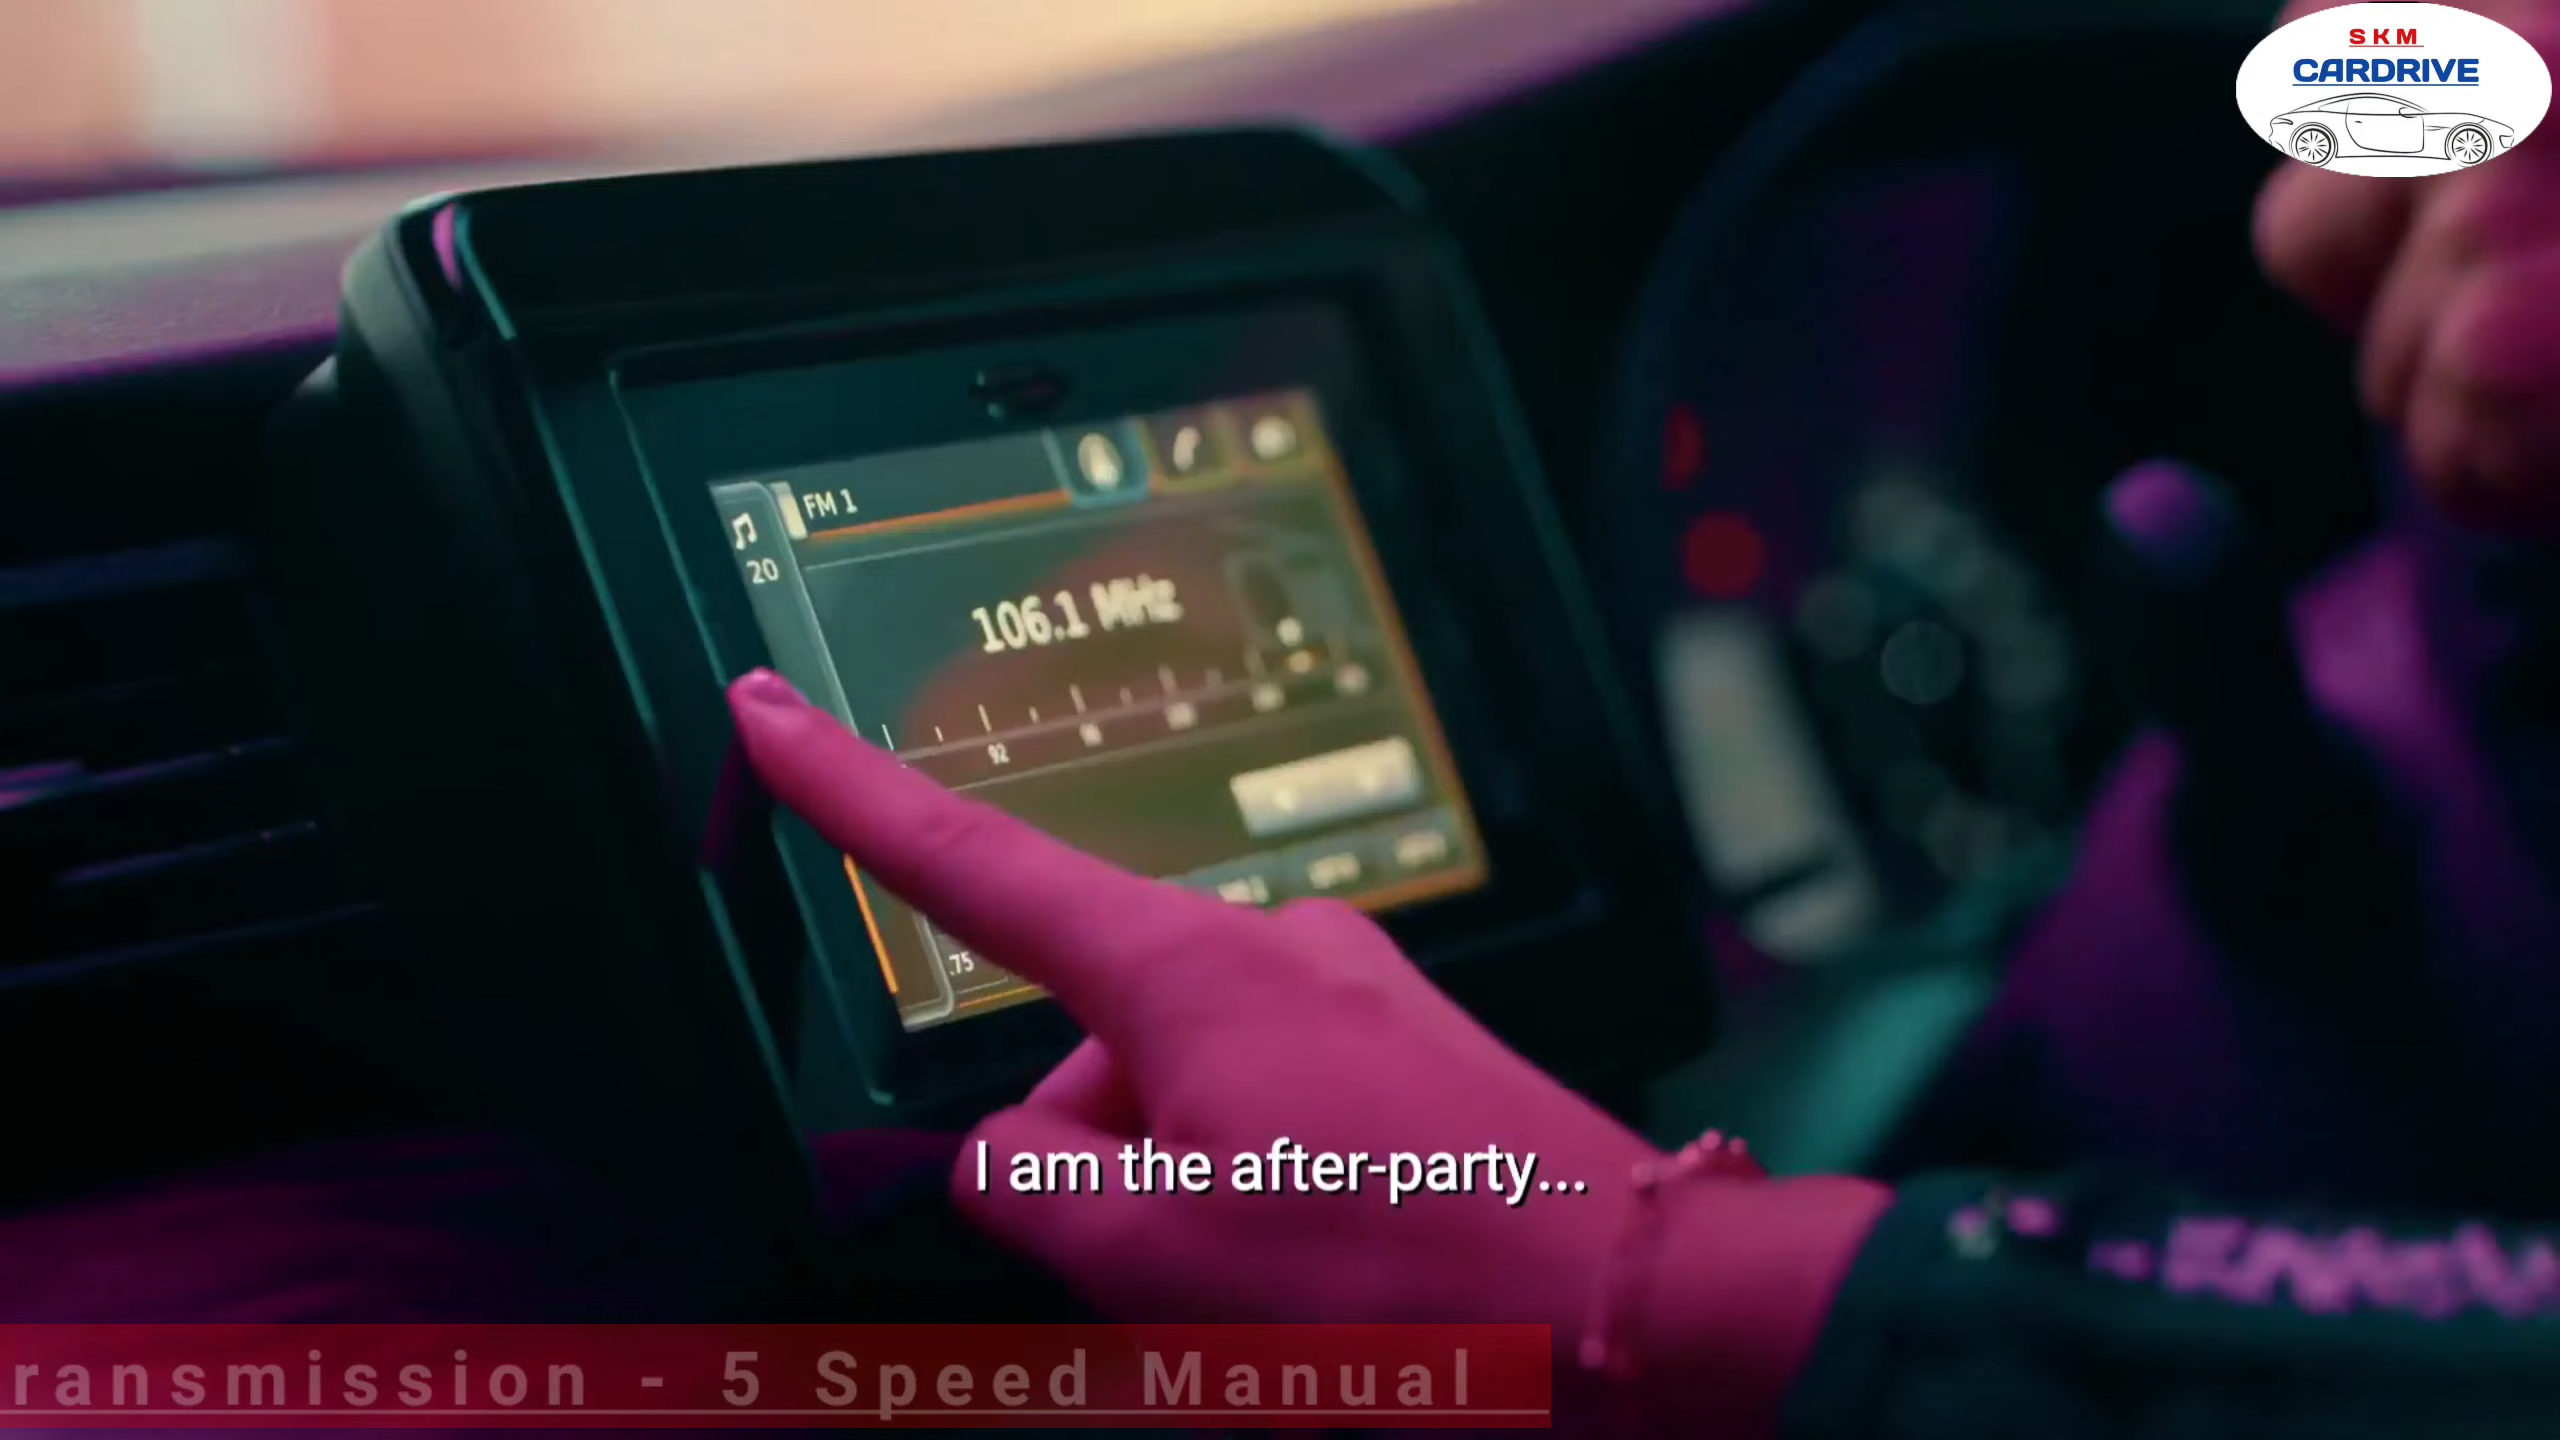 SKM
CARDRIVE
FM 1
20
106.1 MHz
92
.75
I am the after-party...
ransmission - 5 Speed Manual